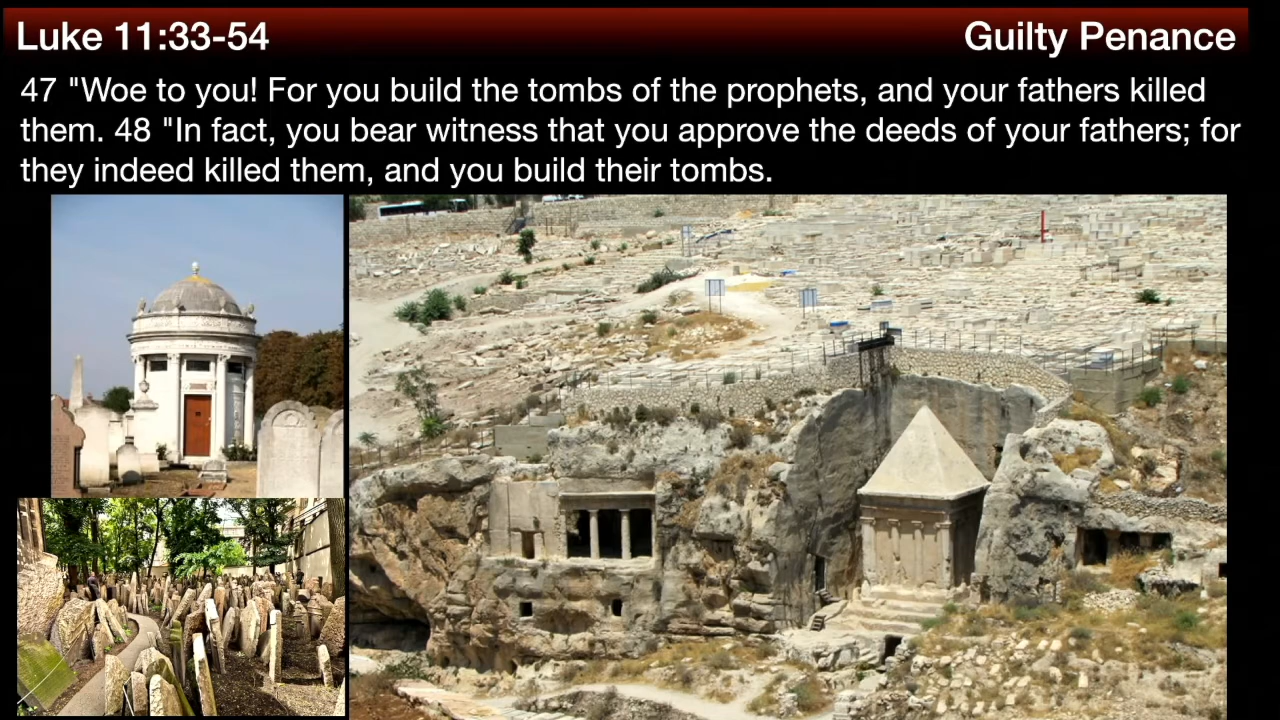 Luke 11:33-54
Guilty Penance
47 "Woe to you! For you build the tombs of the prophets, and your fathers killed
them. 48 "In fact, you bear witness that you approve the deeds of your fathers; for
they indeed killed them, and you build their tombs.